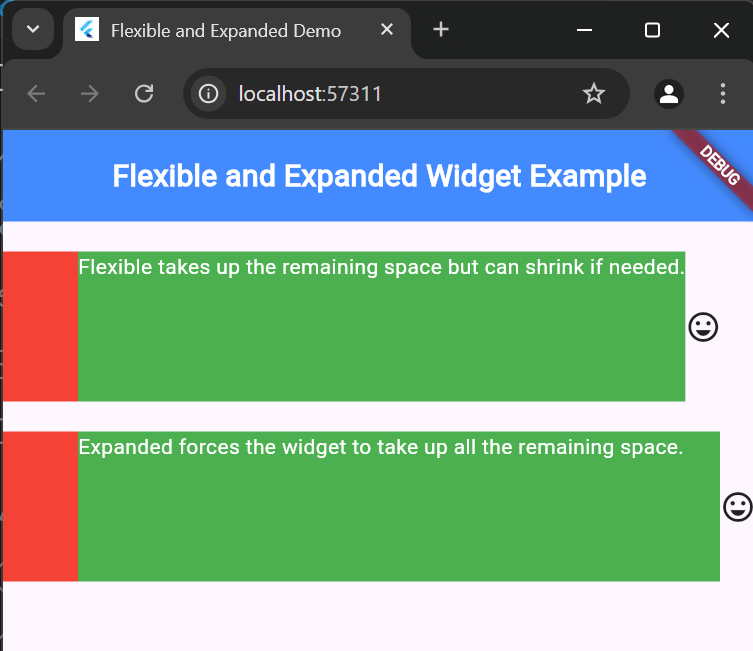 Flexible and Expanded Demo
localhost:57311
Flexible and Expanded Widget Example
DEBUG
Flexible takes up the remaining space but can shrink if needed.
Expanded forces the widget to take up all the remaining space.